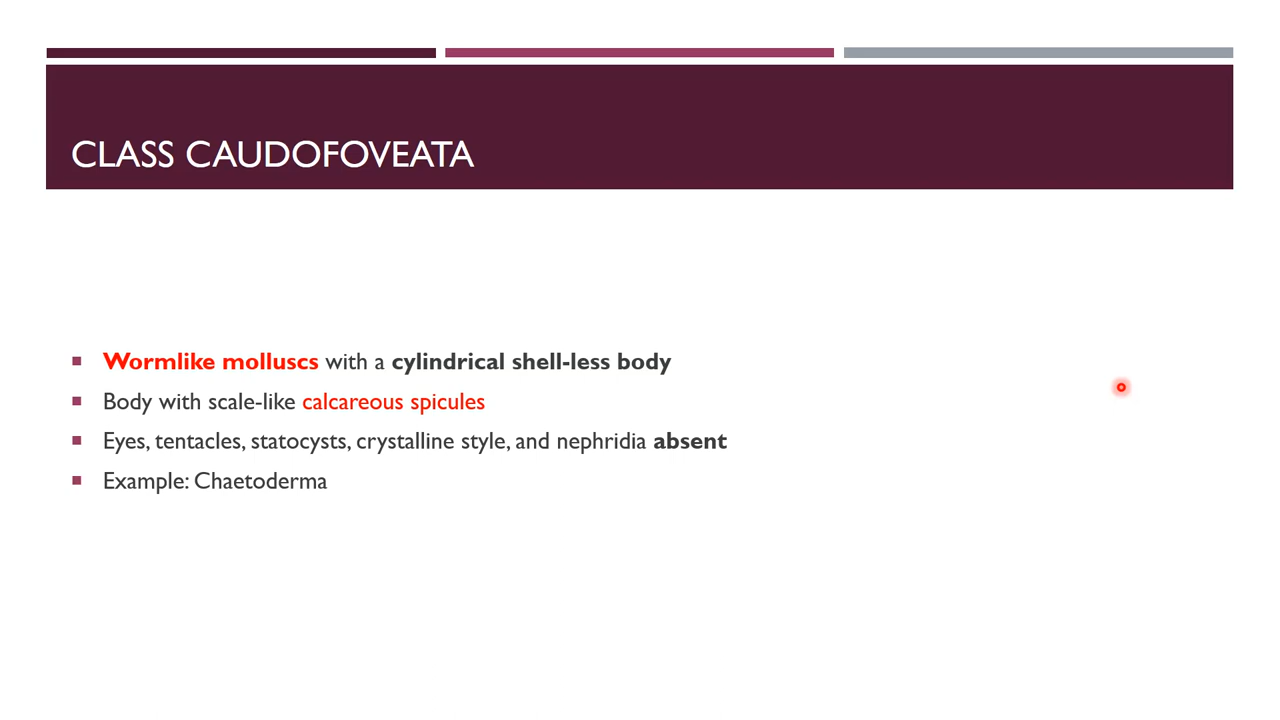 CLASS CAUDOFOVEATA
Wormlike molluscs with a cylindrical shell-less body
Body with scale-like calcareous spicules
Eyes, tentacles, statocysts, crystalline style, and nephridia absent
Example: Chaetoderma